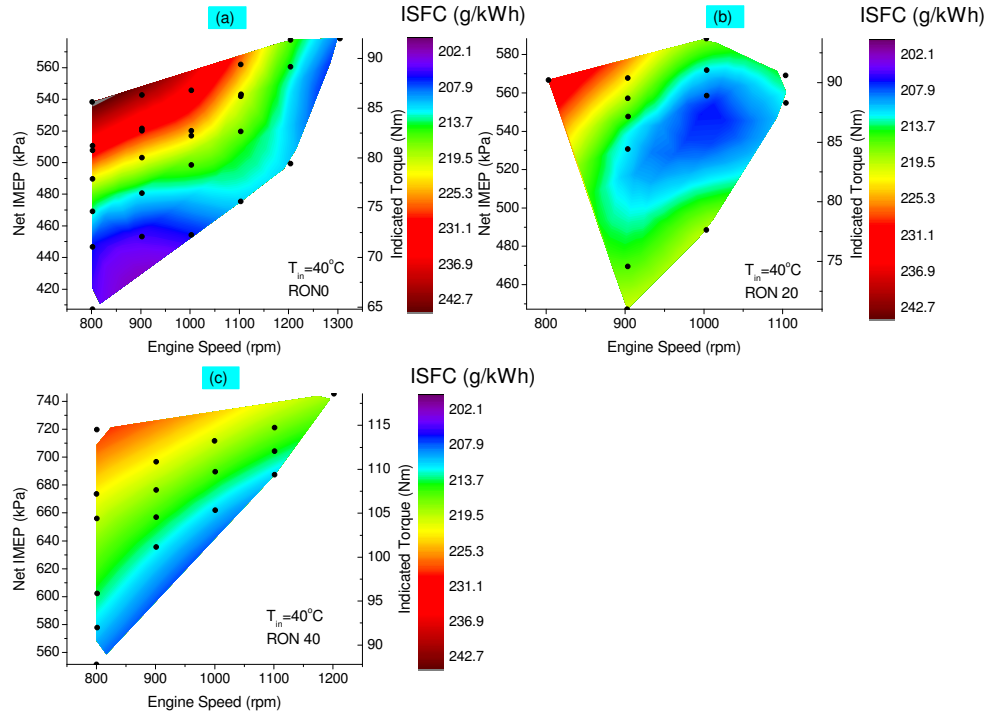 (a)
ISFC (g/kWh)
560
540
520
500
480
460
440
420
Net IMEP (kPa)
90
85
80
75
70
65
Indicated Torque (Nm)
T_in=40°C
RON0
800 900 1000 1100 1200 1300
Engine Speed (rpm)
202.1
207.9
213.7
219.5
225.3
231.1
236.9
242.7
(b)
ISFC (g/kWh)
580
560
540
520
500
480
460
Net IMEP (kPa)
90
85
80
75
Indicated Torque (Nm)
T_in=40°C
RON 20
800 900 1000 1100
Engine Speed (rpm)
202.1
207.9
213.7
219.5
225.3
231.1
236.9
242.7
(c)
ISFC (g/kWh)
740
720
700
680
660
640
620
600
580
560
Net IMEP (kPa)
115
110
105
100
95
90
Indicated Torque (Nm)
T_in=40°C
RON 40
800 900 1000 1100 1200
Engine Speed (rpm)
202.1
207.9
213.7
219.5
225.3
231.1
236.9
242.7